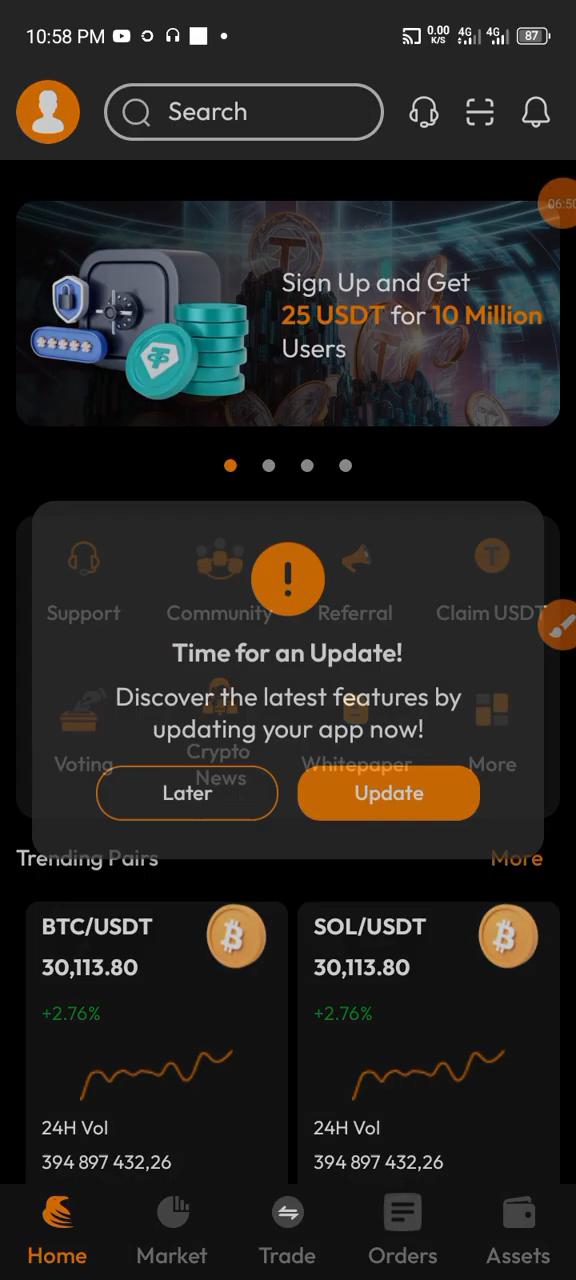 10:58 PM
0.00 K/S 4G 4G 87
Search
06:50
Sign Up and Get
25 USDT for 10 Million
Users
Support Community Referral Claim USDT
Time for an Update!
Discover the latest features by
updating your app now!
Voting Crypto News Whitepaper More
Later Update
Trending Pairs More
BTC/USDT
30,113.80
+2.76%
24H Vol
394 897 432,26
SOL/USDT
30,113.80
+2.76%
24H Vol
394 897 432,26
Home Market Trade Orders Assets